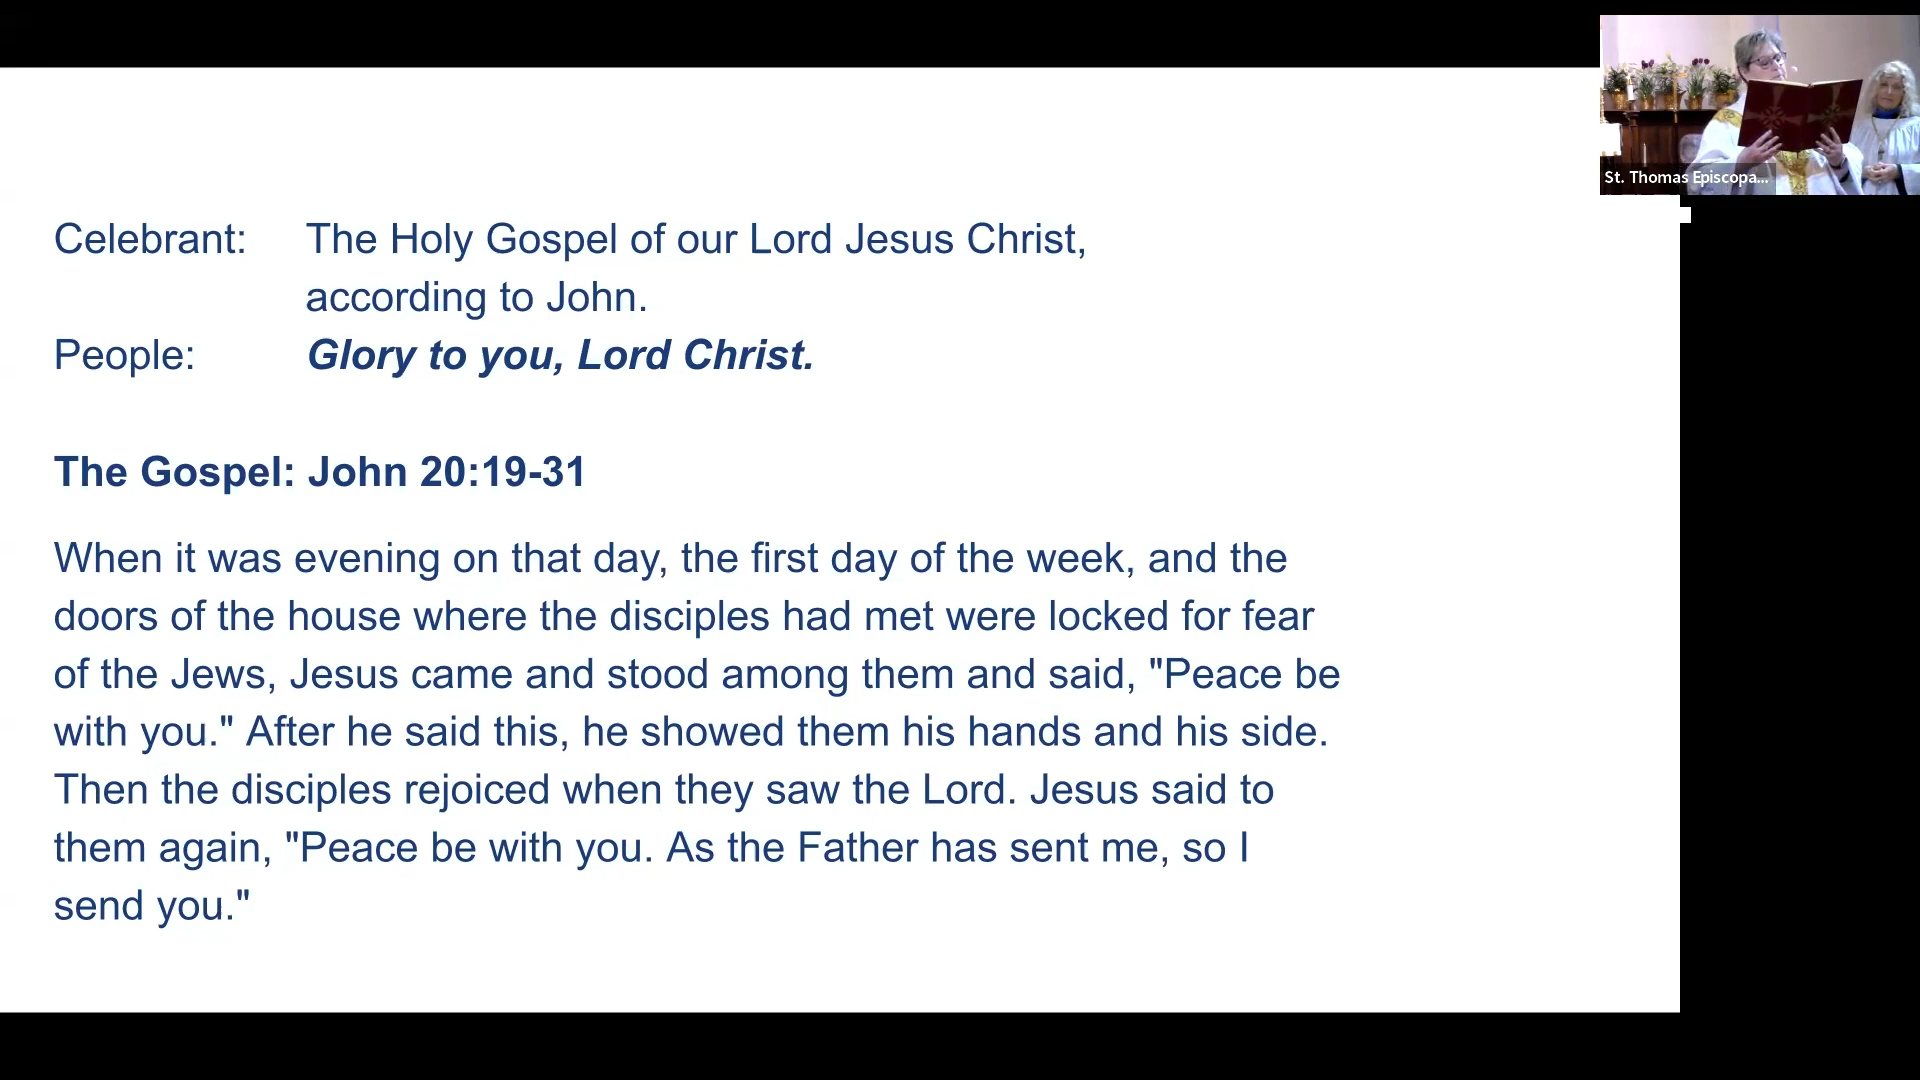 St. Thomas Episcopa...
Celebrant: The Holy Gospel of our Lord Jesus Christ,
according to John.
People: Glory to you, Lord Christ.
The Gospel: John 20:19-31
When it was evening on that day, the first day of the week, and the
doors of the house where the disciples had met were locked for fear
of the Jews, Jesus came and stood among them and said, "Peace be
with you." After he said this, he showed them his hands and his side.
Then the disciples rejoiced when they saw the Lord. Jesus said to
them again, "Peace be with you. As the Father has sent me, so I
send you."